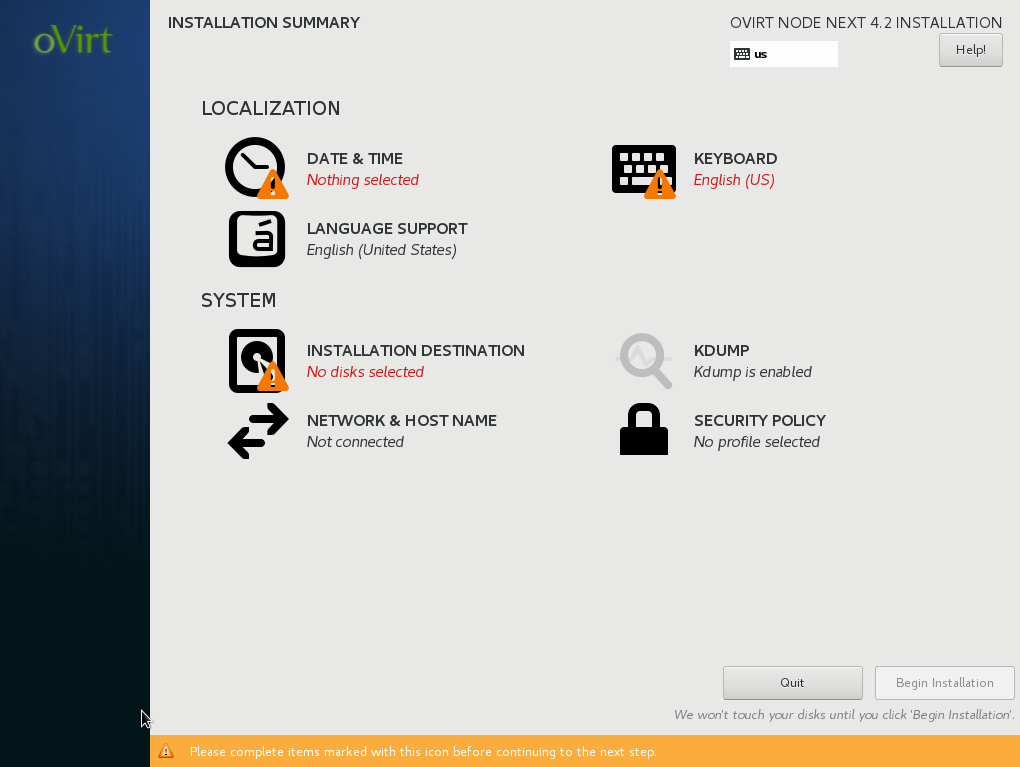 oVirt
INSTALLATION SUMMARY
OVIRT NODE NEXT 4.2 INSTALLATION
us
Help!
LOCALIZATION
DATE & TIME
Nothing selected
KEYBOARD
English (US)
á
LANGUAGE SUPPORT
English (United States)
SYSTEM
INSTALLATION DESTINATION
No disks selected
KDUMP
Kdump is enabled
NETWORK & HOST NAME
Not connected
SECURITY POLICY
No profile selected
Quit
Begin Installation
We won't touch your disks until you click 'Begin Installation'.
Please complete items marked with this icon before continuing to the next step.